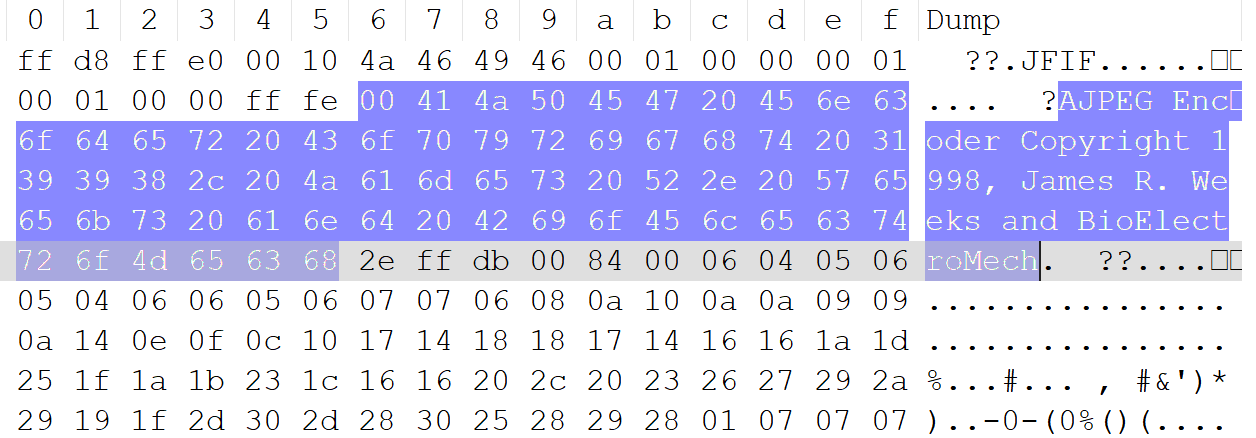 0 1 2 3 4 5 6 7 8 9 a b c d e f Dump
ff d8 ff e0 00 10 4a 46 49 46 00 01 00 00 00 01 ??.JFIF......□□
00 01 00 00 ff fe 00 41 4a 50 45 47 20 45 6e 63 .... ?AJPEG Enc□
6f 64 65 72 20 43 6f 70 79 72 69 67 68 74 20 31 oder Copyright 1
39 39 38 2c 20 4a 61 6d 65 73 20 52 2e 20 57 65 998, James R. We
65 6b 73 20 61 6e 64 20 42 69 6f 45 6c 65 63 74 eks and BioElect
72 6f 4d 65 63 68 2e ff db 00 84 00 06 04 05 06 roMech. ??....□□
05 04 06 06 05 06 07 07 06 08 0a 10 0a 0a 09 09 ................
0a 14 0e 0f 0c 10 17 14 18 18 17 14 16 16 1a 1d ................
25 1f 1a 1b 23 1c 16 16 20 2c 20 23 26 27 29 2a %...#... , #&')*
29 19 1f 2d 30 2d 28 30 25 28 29 28 01 07 07 07 )..-0-(0%()(....